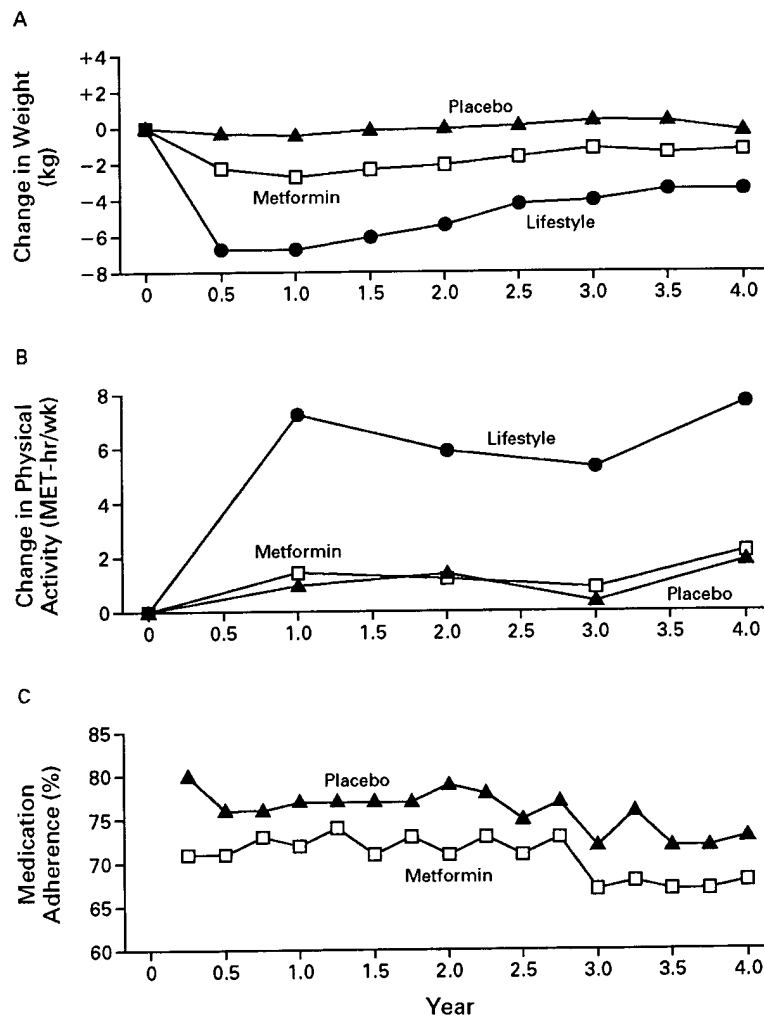 A
Change in Weight
(kg)
+4
+2
0
−2
−4
−6
−8
Placebo
Metformin
Lifestyle
0 0.5 1.0 1.5 2.0 2.5 3.0 3.5 4.0
B
Change in Physical
Activity (MET-hr/wk)
8
6
4
2
0
Lifestyle
Metformin
Placebo
0 0.5 1.0 1.5 2.0 2.5 3.0 3.5 4.0
C
Medication
Adherence (%)
85
80
75
70
65
60
Placebo
Metformin
0 0.5 1.0 1.5 2.0 2.5 3.0 3.5 4.0
Year